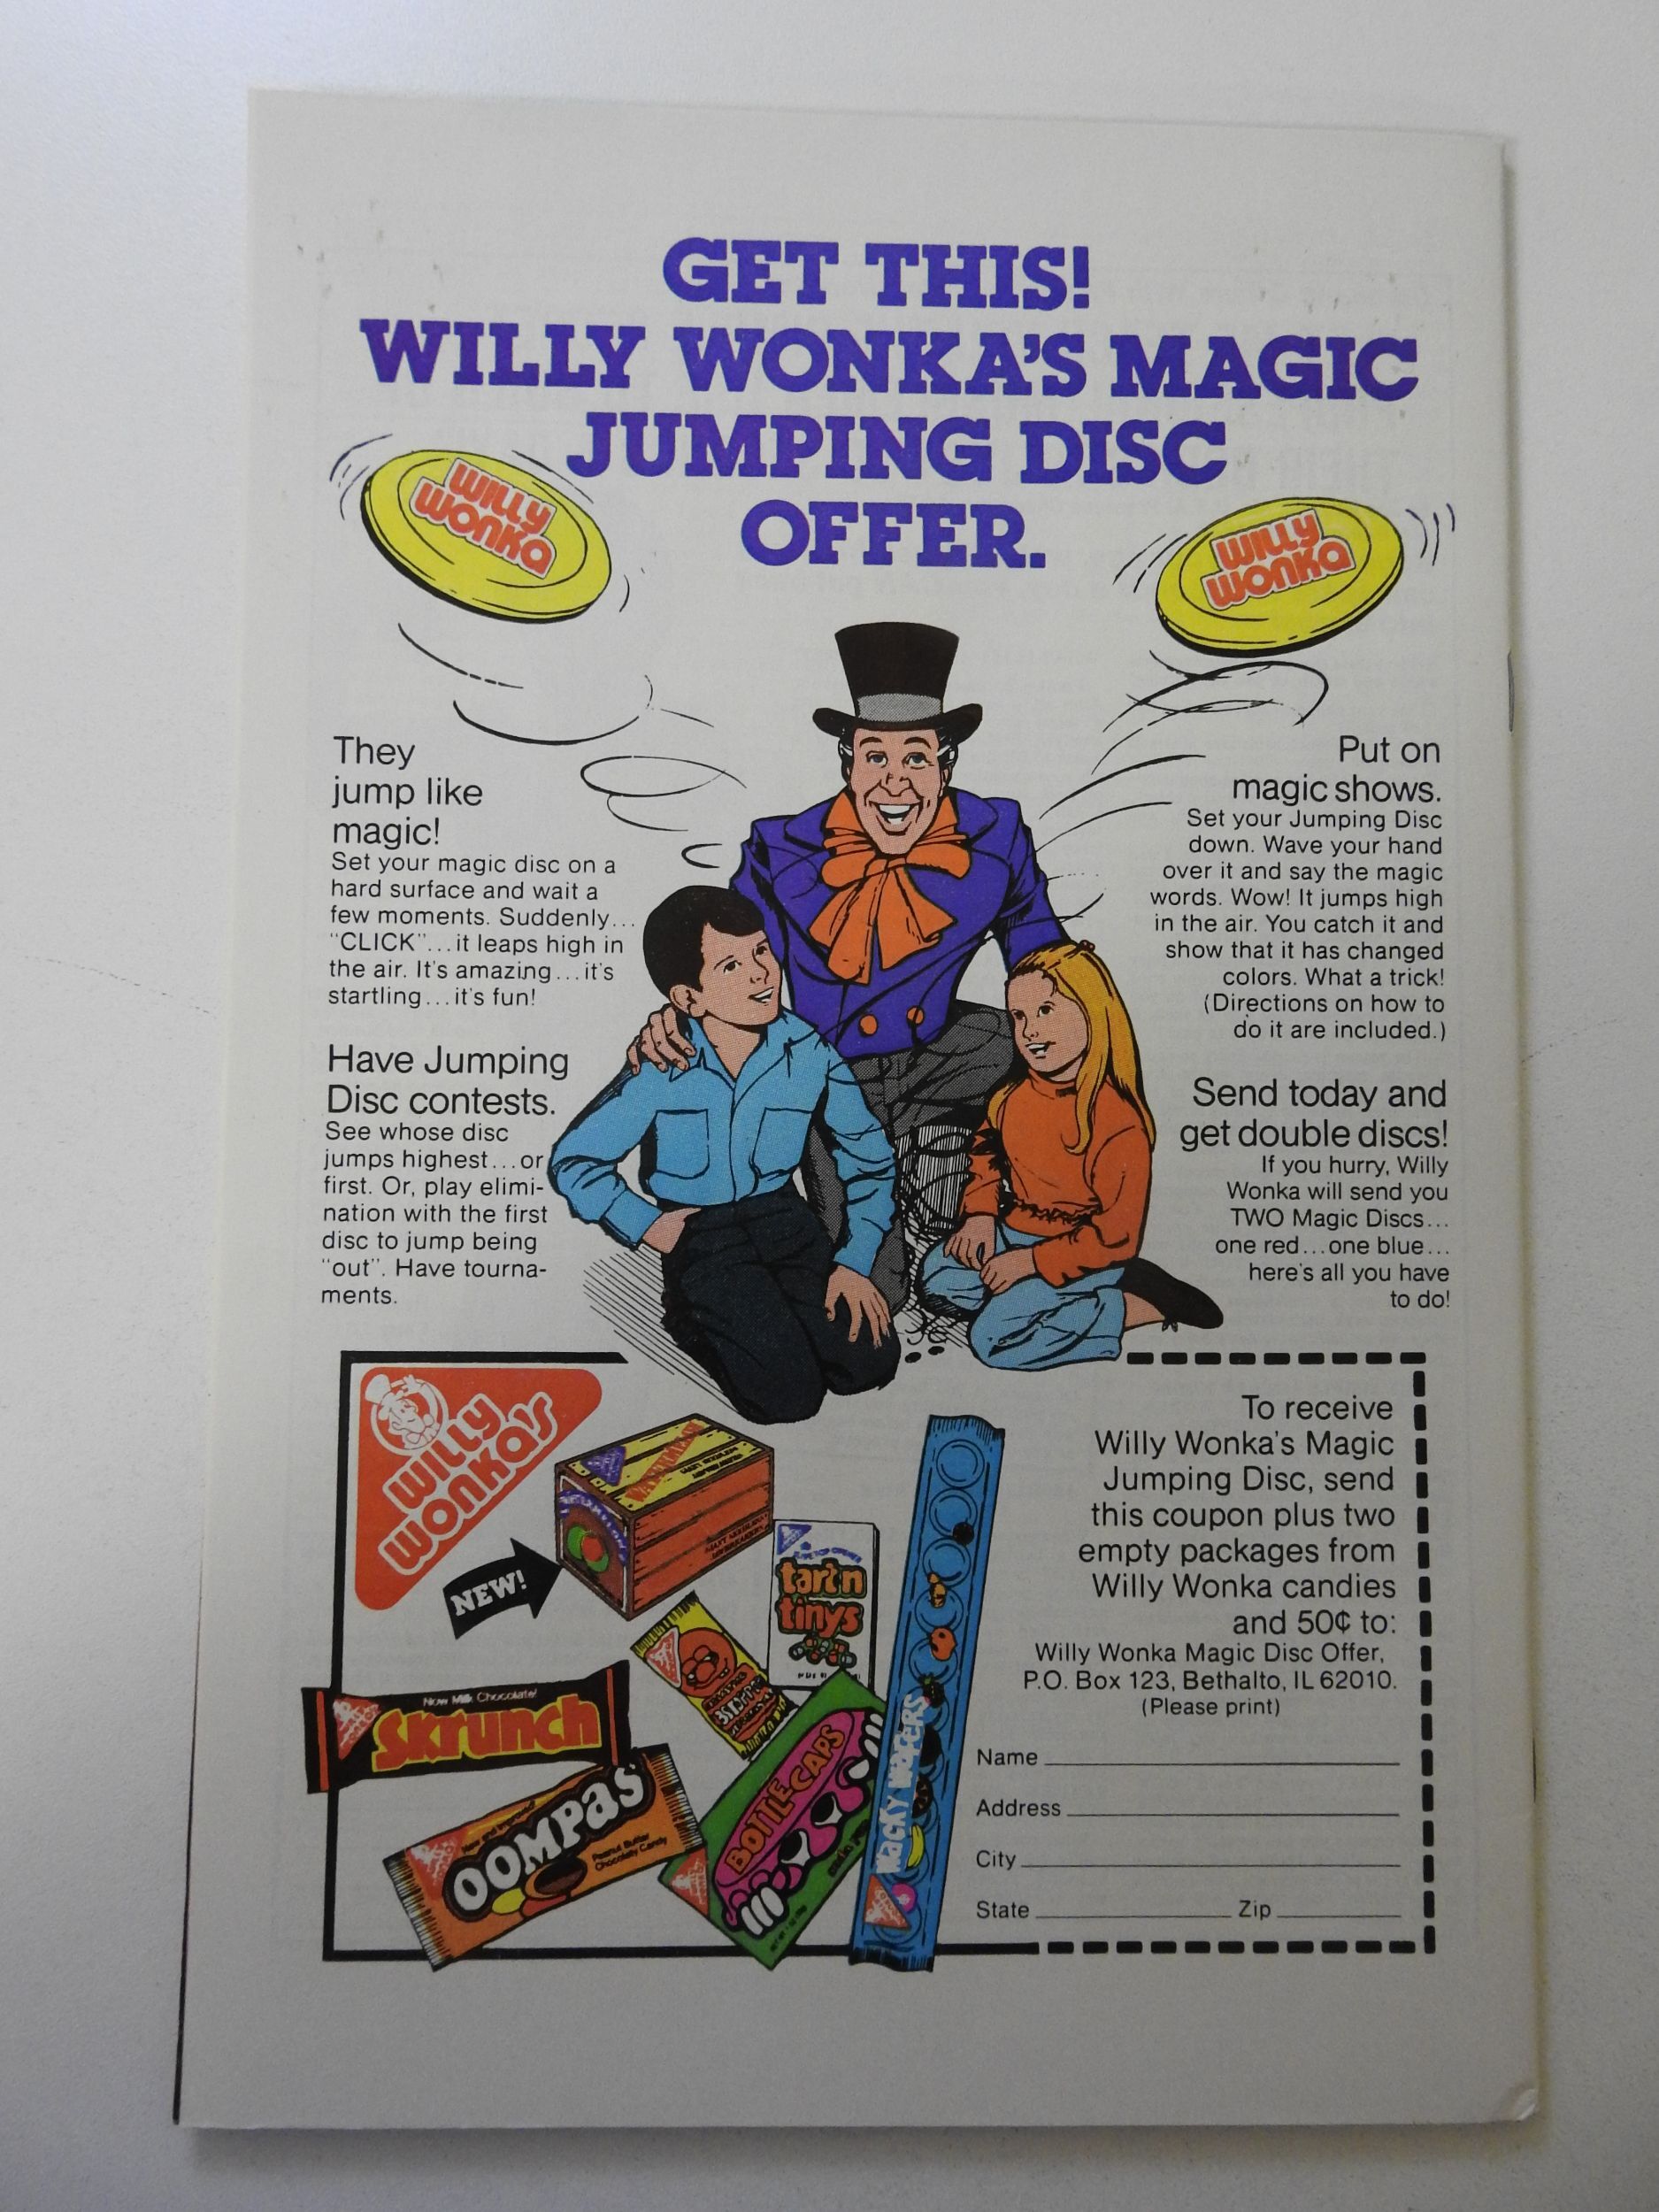 GET THIS!
WILLY WONKA'S MAGIC
JUMPING DISC
OFFER.
WILLY
WONKA
WILLY
WONKA
They
jump like
magic!
Set your magic disc on a
hard surface and wait a
few moments. Suddenly...
"CLICK"...it leaps high in
the air. It's amazing...it's
startling...it's fun!
Have Jumping
Disc contests.
See whose disc
jumps highest...or
first. Or, play elimi-
nation with the first
disc to jump being
"out". Have tourna-
ments.
Put on
magic shows.
Set your Jumping Disc
down. Wave your hand
over it and say the magic
words. Wow! It jumps high
in the air. You catch it and
show that it has changed
colors. What a trick!
(Directions on how to
do it are included.)
Send today and
get double discs!
If you hurry, Willy
Wonka will send you
TWO Magic Discs...
one red...one blue...
here's all you have
to do!
WILLY
WONKA'S
NEW!
tart n
tinys
Now Milk Chocolate!
SKrunch
New and Improved!
OOMPAS
Peanut Butter
Chocolaty Candy
BOTTLE CAPS
WACKY WAFERS
To receive
Willy Wonka's Magic
Jumping Disc, send
this coupon plus two
empty packages from
Willy Wonka candies
and 50¢ to:
Willy Wonka Magic Disc Offer,
P.O. Box 123, Bethalto, IL 62010.
(Please print)
Name
Address
City
State Zip